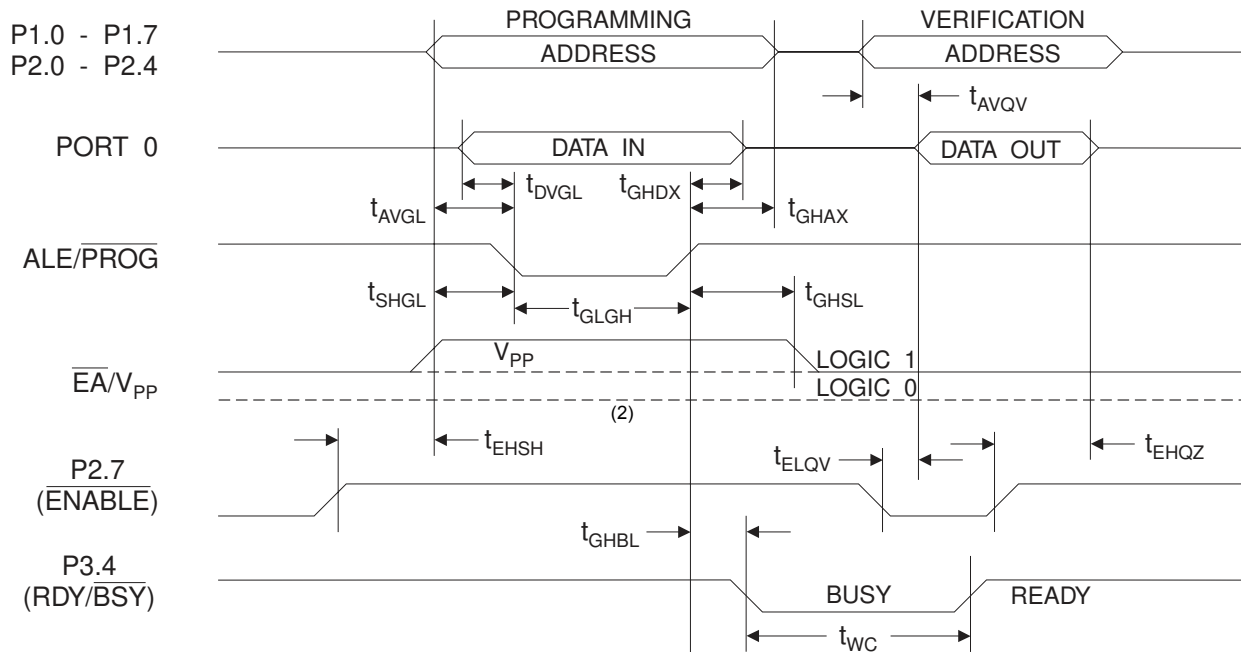 PROGRAMMING VERIFICATION
P1.0 - P1.7
P2.0 - P2.4
ADDRESS ADDRESS
tAVQV
PORT 0 DATA IN DATA OUT
tDVGL tGHDX
tAVGL tGHAX
ALE/PROG
tSHGL tGLGH tGHSL
EA/VPP VPP LOGIC 1
LOGIC 0
(2)
tEHSH tELQV tEHQZ
P2.7
(ENABLE)
tGHBL
P3.4
(RDY/BSY) BUSY READY
tWC